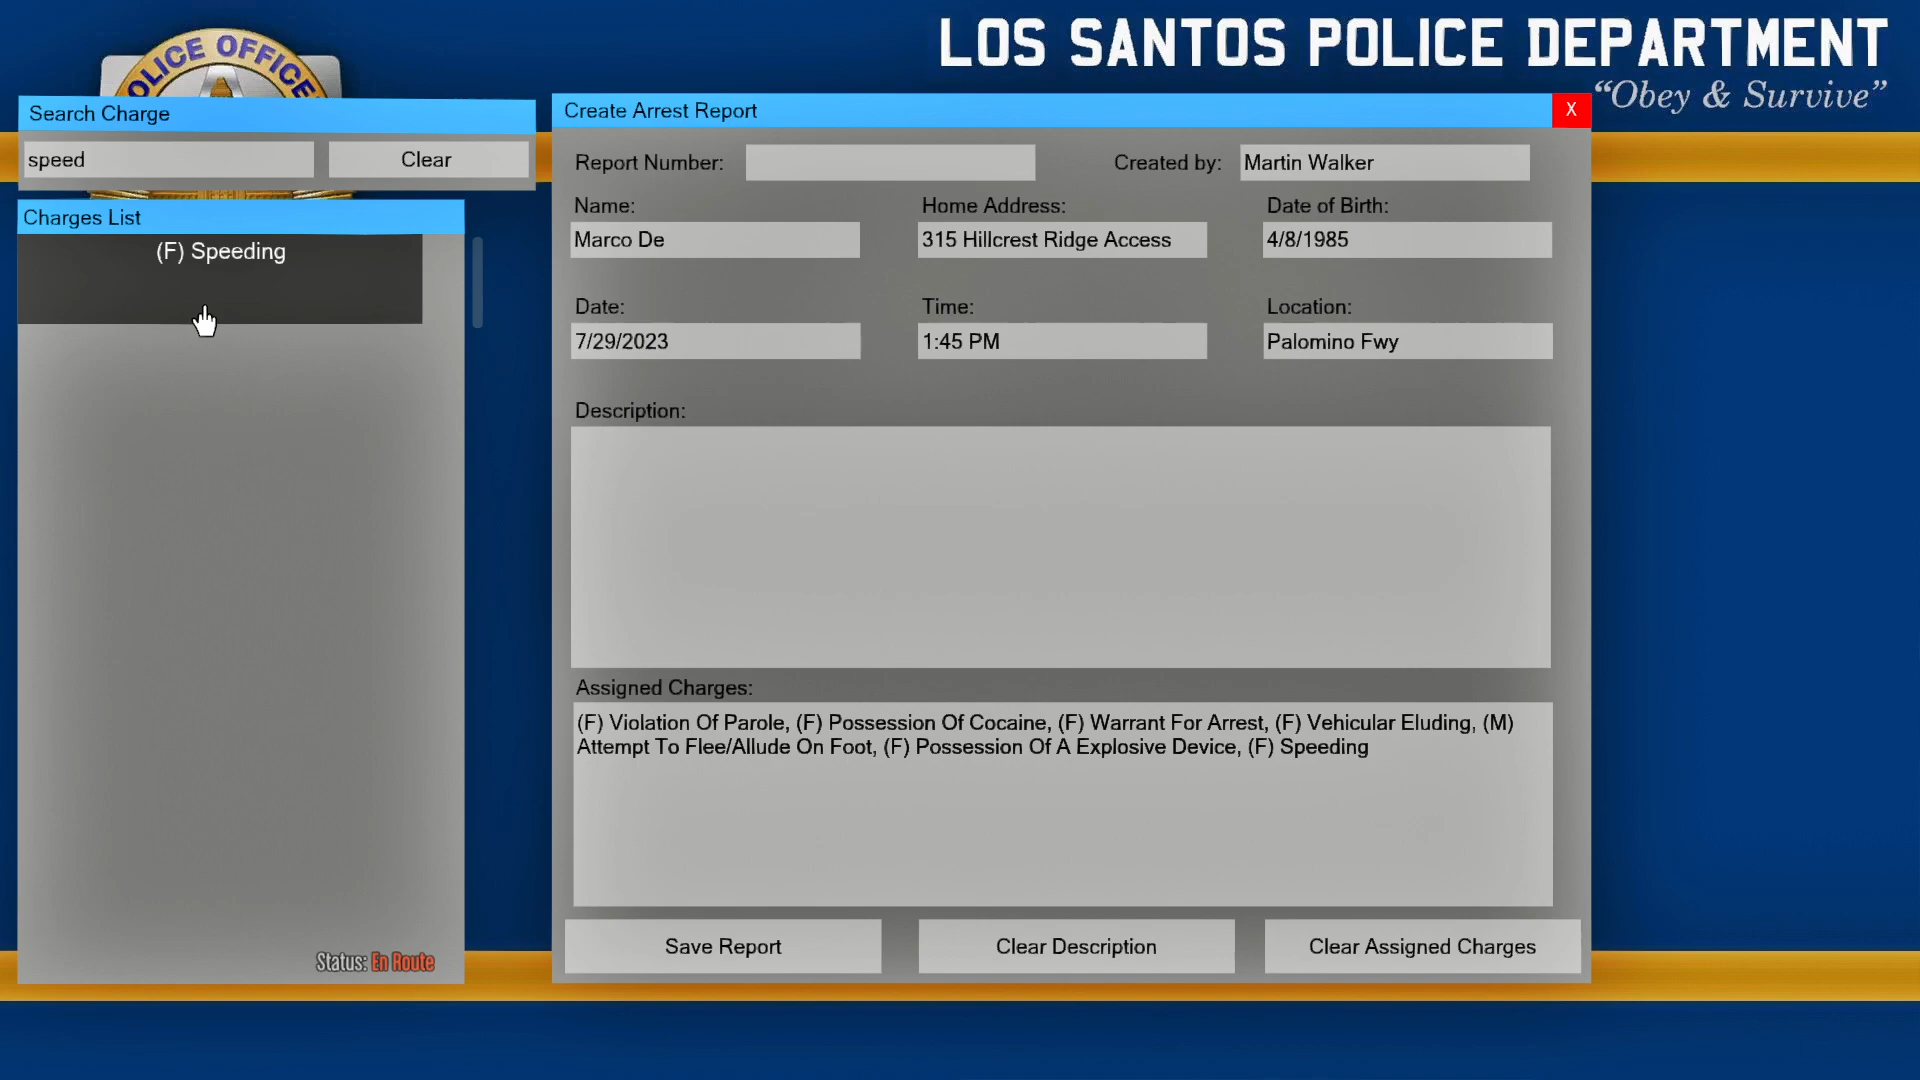 LOS SANTOS POLICE DEPARTMENT
“Obey & Survive”
POLICE OFFICE
Search Charge
speed
Clear
Charges List
(F) Speeding
Status: En Route
Create Arrest Report
X
Report Number:
Created by: Martin Walker
Name:
Home Address:
Date of Birth:
Marco De
315 Hillcrest Ridge Access
4/8/1985
Date:
Time:
Location:
7/29/2023
1:45 PM
Palomino Fwy
Description:
Assigned Charges:
(F) Violation Of Parole, (F) Possession Of Cocaine, (F) Warrant For Arrest, (F) Vehicular Eluding, (M)
Attempt To Flee/Allude On Foot, (F) Possession Of A Explosive Device, (F) Speeding
Save Report
Clear Description
Clear Assigned Charges